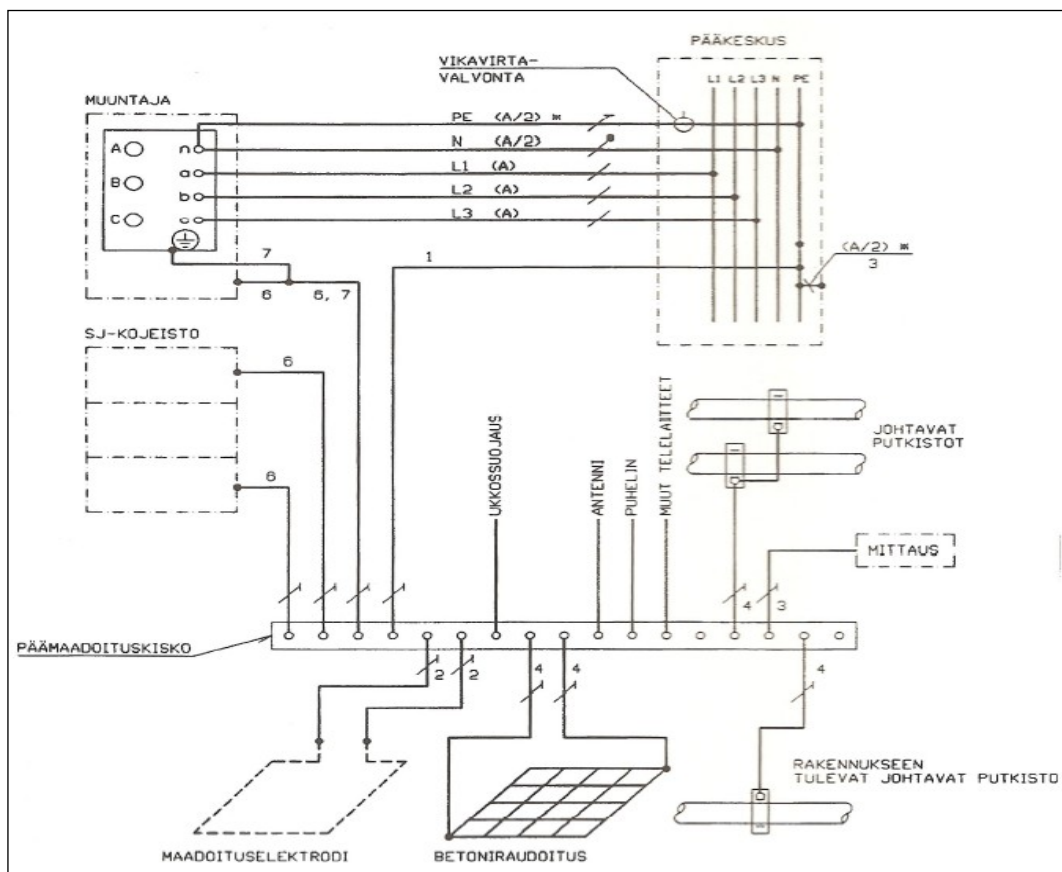 PÄÄKESKUS
VIKAVIRTA-
VALVONTA
L1 L2 L3 N PE
MUUNTAJA
PE (A/2) *
N (A/2)
L1 (A)
L2 (A)
L3 (A)
A n
B a
b
C c
(A/2) *
3
7
1
6
6, 7
SJ-KOJEISTO
6
6
UKKOSSUOJAUS
ANTENNI
PUHELIN
MUUT TELELAITTEET
JOHTAVAT
PUTKISTOT
MITTAUS
4
3
PÄÄMAADOITUSKISKO
2
2
4
4
4
RAKENNUKSEEN
TULEVAT JOHTAVAT PUTKISTO
MAADOITUSELEKTRODI
BETONIRAUDOITUS